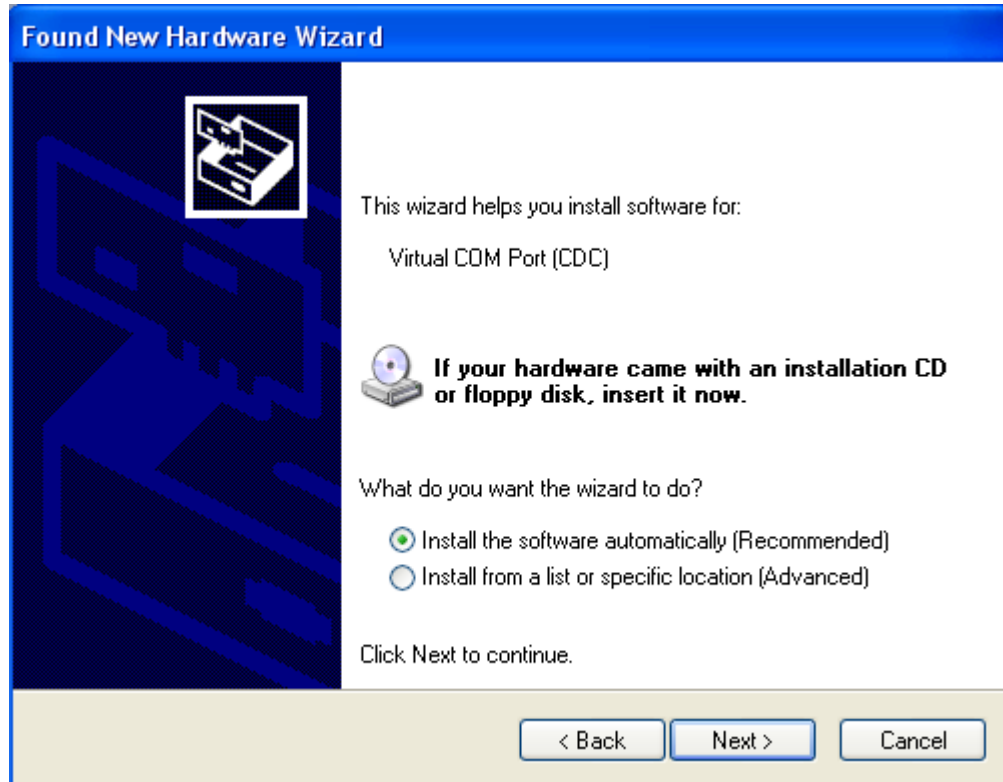 Found New Hardware Wizard
This wizard helps you install software for:
Virtual COM Port (CDC)
If your hardware came with an installation CD
or floppy disk, insert it now.
What do you want the wizard to do?
Install the software automatically (Recommended)
Install from a list or specific location (Advanced)
Click Next to continue.
< Back
Next >
Cancel